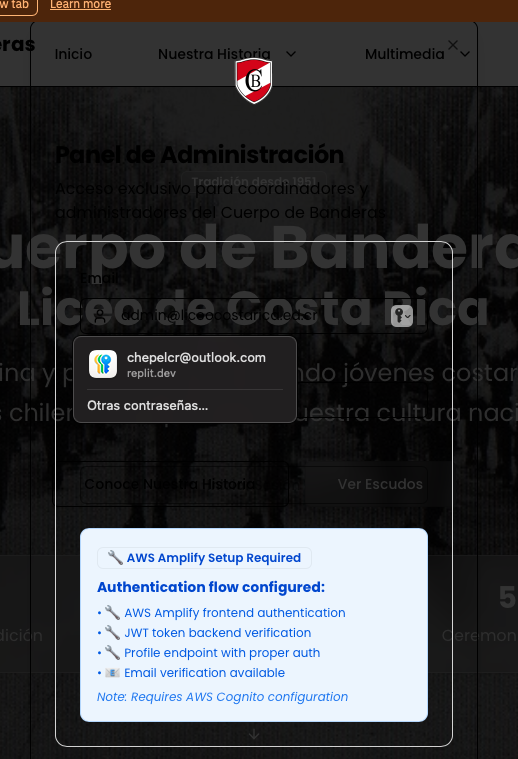 w tab
Learn more
eras
Inicio
Nuestra Historia
Multimedia
CB
Panel de Administración
Tradición desde 1951
Acceso exclusivo para coordinadores y
administradores del Cuerpo de Banderas
uerpo de Bandera
Email
Liceo de Costa Rica
admin@liceocostarica.ed.cr
ina y p
ndo jóvenes costar
chepelcr@outlook.com
replit.dev
Otras contraseñas...
s chiler
uestra cultura naci
Conoce Nuestra Historia
Ver Escudos
AWS Amplify Setup Required
Authentication flow configured:
• AWS Amplify frontend authentication
• JWT token backend verification
• Profile endpoint with proper auth
• Email verification available
Note: Requires AWS Cognito configuration
5
dición
Ceremon